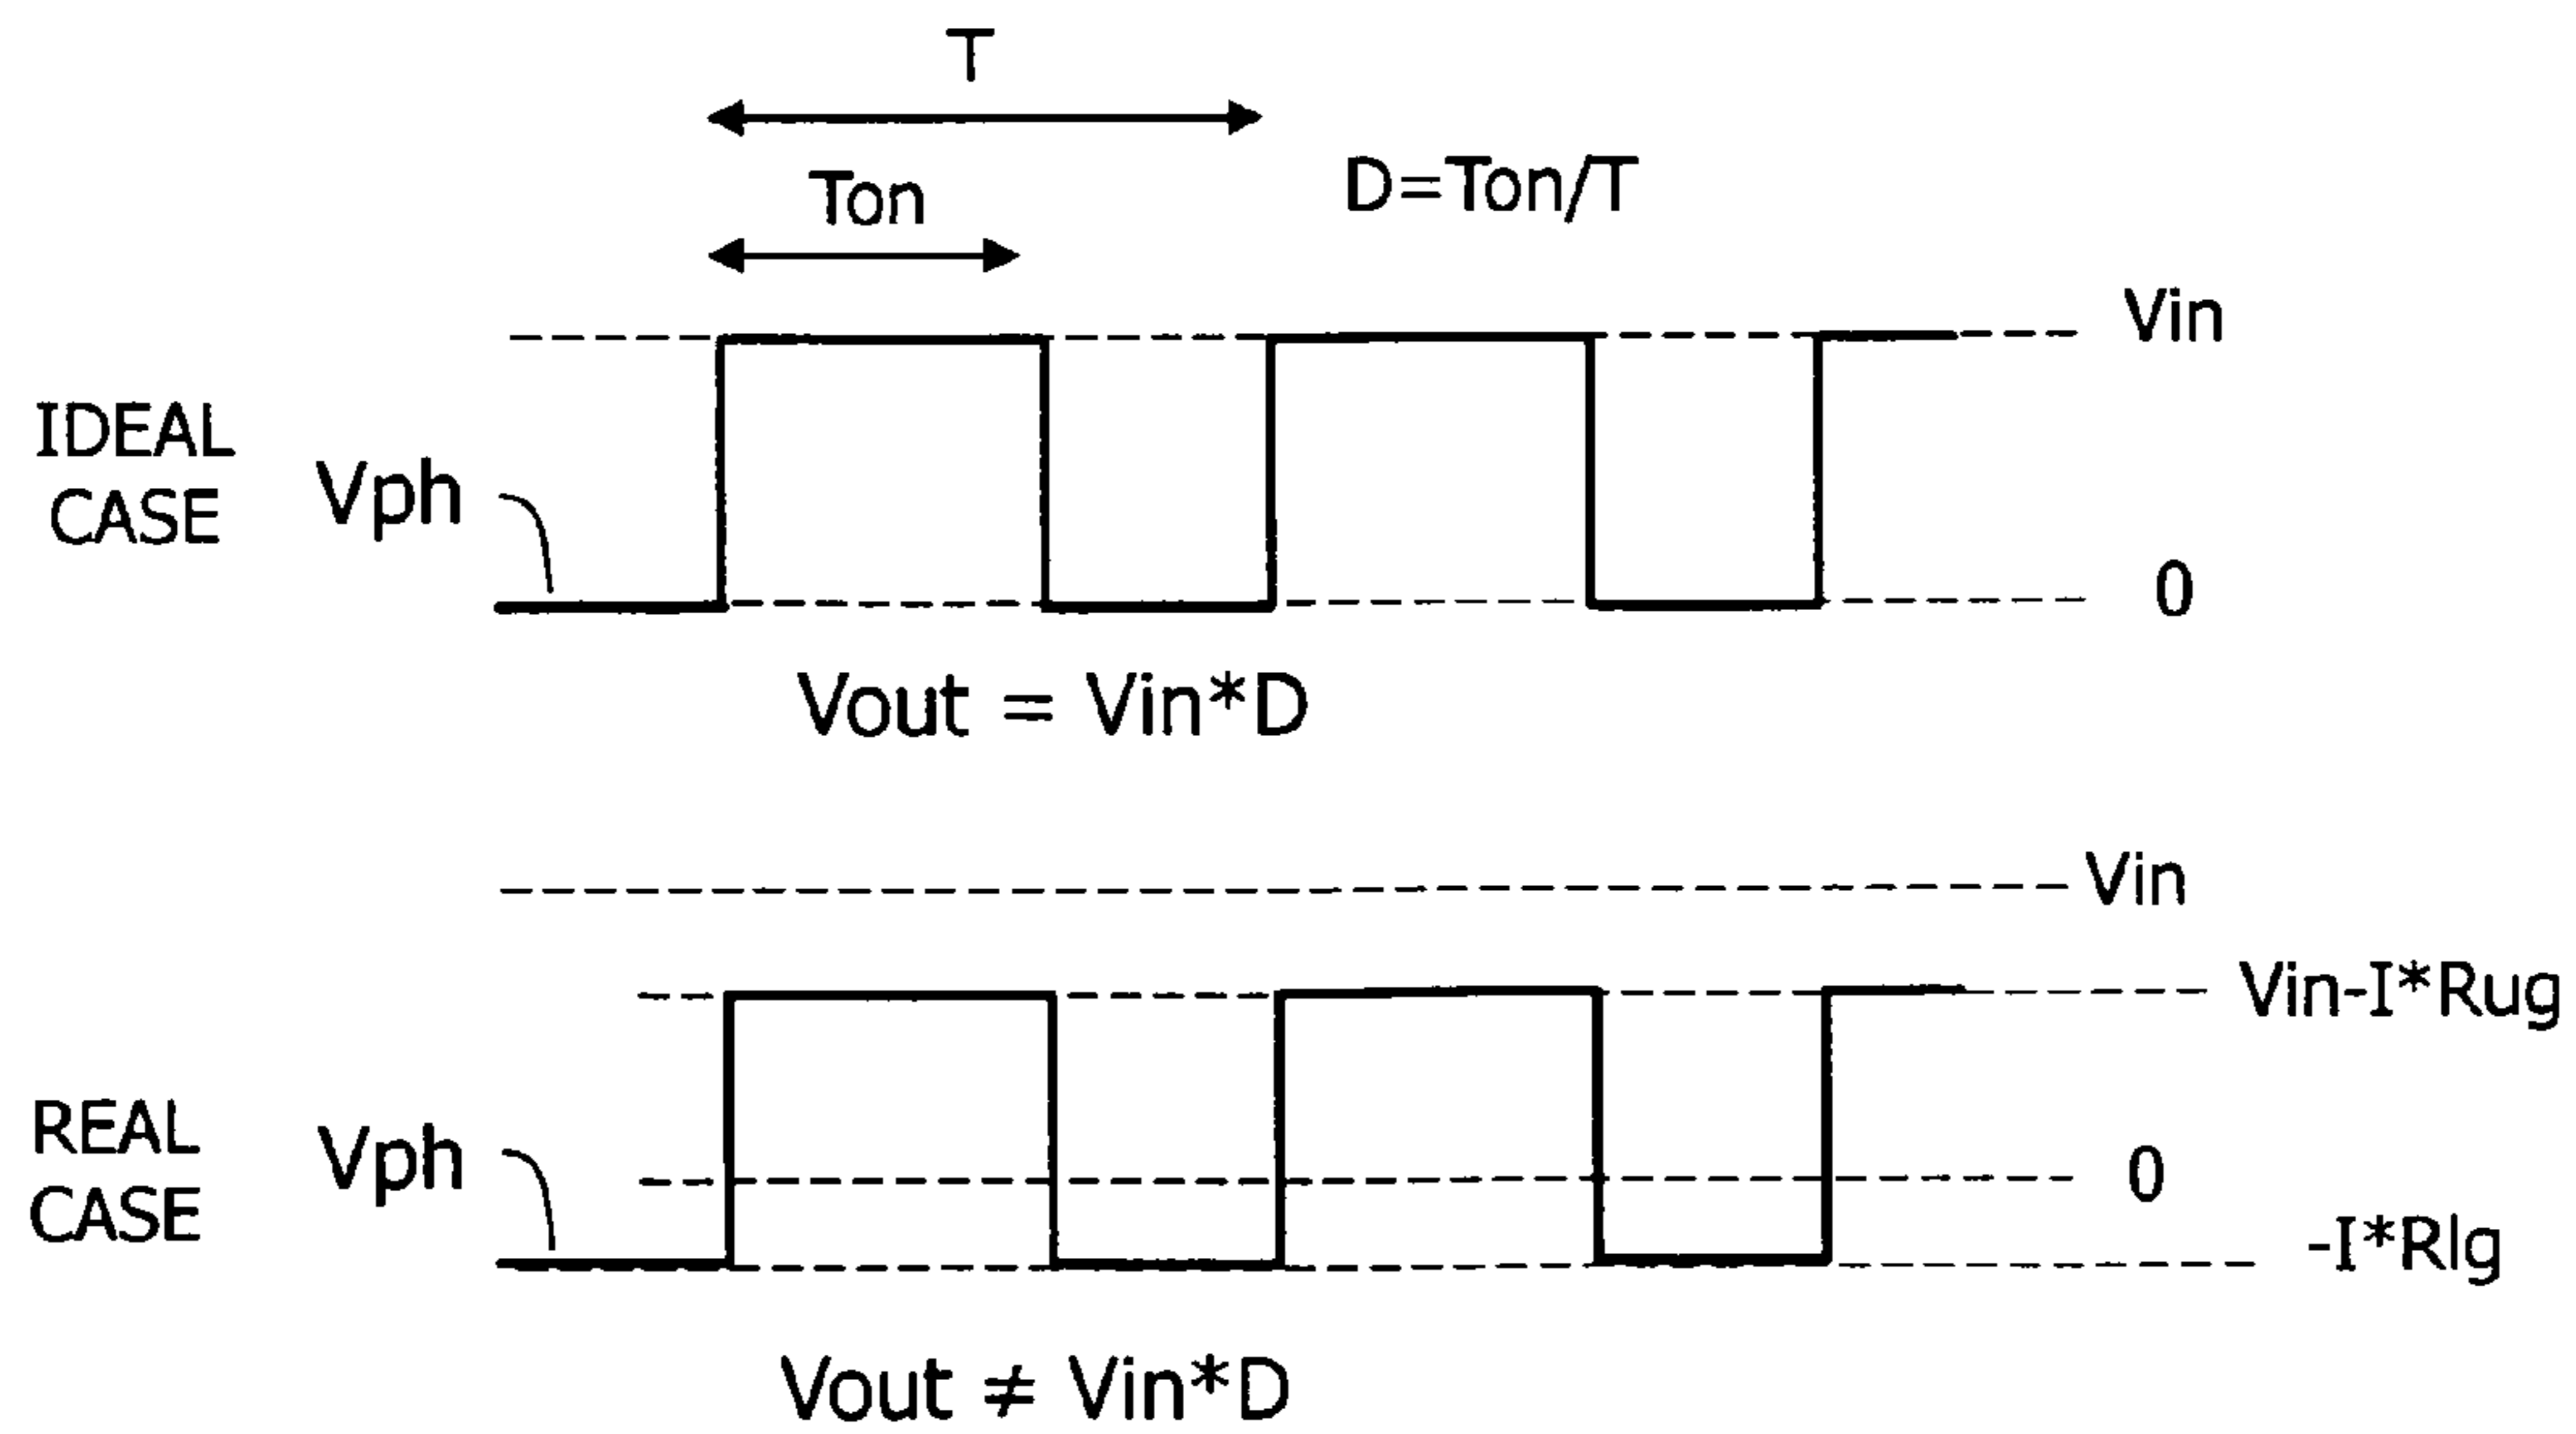 T
Ton
D=Ton/T
Vin
IDEAL
CASE
Vph
0
Vout = Vin*D
Vin
Vin-I*Rug
REAL
CASE
Vph
0
-I*Rlg
Vout ≠ Vin*D